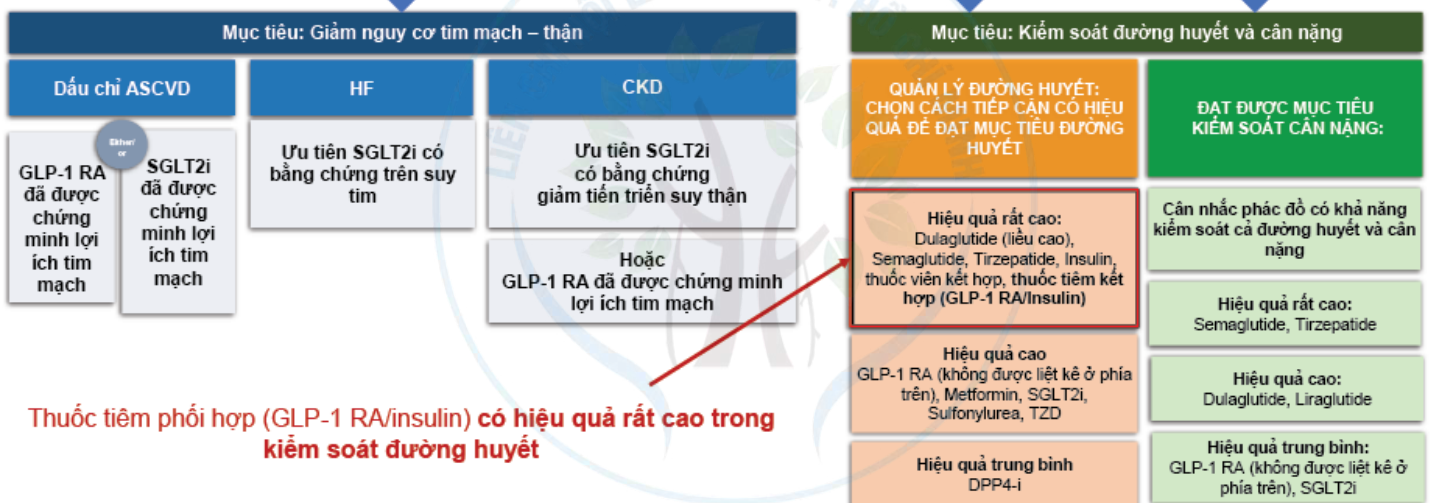 Mục tiêu: Giảm nguy cơ tim mạch – thận
Dấu chỉ ASCVD
HF
CKD
Either/
or
GLP-1 RA
đã được
chứng
minh lợi
ích tim
mạch
SGLT2i
đã được
chứng
minh lợi
ích tim
mạch
Ưu tiên SGLT2i có
bằng chứng trên suy
tim
Ưu tiên SGLT2i
có bằng chứng
giảm tiến triển suy thận
Hoặc
GLP-1 RA đã được chứng minh
lợi ích tim mạch
Mục tiêu: Kiểm soát đường huyết và cân nặng
QUẢN LÝ ĐƯỜNG HUYẾT:
CHỌN CÁCH TIẾP CẬN CÓ HIỆU
QUẢ ĐỂ ĐẠT MỤC TIÊU ĐƯỜNG
HUYẾT
Hiệu quả rất cao:
Dulaglutide (liều cao),
Semaglutide, Tirzepatide, Insulin,
thuốc viên kết hợp, thuốc tiêm kết
hợp (GLP-1 RA/Insulin)
Hiệu quả cao
GLP-1 RA (không được liệt kê ở phía
trên), Metformin, SGLT2i,
Sulfonylurea, TZD
Hiệu quả trung bình
DPP4-i
ĐẠT ĐƯỢC MỤC TIÊU
KIỂM SOÁT CÂN NẶNG:
Cân nhắc phác đồ có khả năng
kiểm soát cả đường huyết và cân
nặng
Hiệu quả rất cao:
Semaglutide, Tirzepatide
Hiệu quả cao:
Dulaglutide, Liraglutide
Hiệu quả trung bình:
GLP-1 RA (không được liệt kê ở
phía trên), SGLT2i
Thuốc tiêm phối hợp (GLP-1 RA/insulin) có hiệu quả rất cao trong
kiểm soát đường huyết